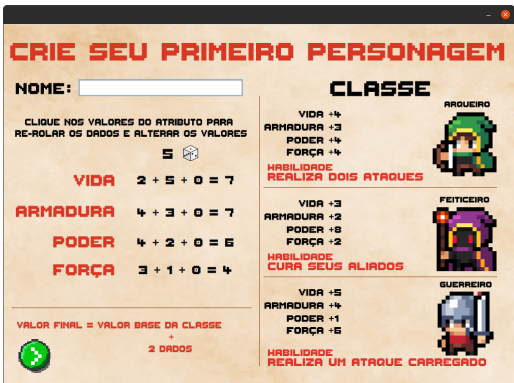 CRIE SEU PRIMEIRO PERSONAGEM
NOME:
CLIQUE NOS VALORES DO ATRIBUTO PARA
RE-ROLAR OS DADOS E ALTERAR OS VALORES
5
VIDA 2 + 5 + 0 = 7
ARMADURA 4 + 3 + 0 = 7
PODER 4 + 2 + 0 = 6
FORÇA 3 + 1 + 0 = 4
VALOR FINAL = VALOR BASE DA CLASSE
+
2 DADOS
CLASSE
ARQUEIRO
VIDA +4
ARMADURA +3
PODER +4
FORÇA +4
HABILIDADE
REALIZA DOIS ATAQUES
FEITICEIRO
VIDA +3
ARMADURA +2
PODER +8
FORÇA +2
HABILIDADE
CURA SEUS ALIADOS
GUERREIRO
VIDA +5
ARMADURA +4
PODER +1
FORÇA +6
HABILIDADE
REALIZA UM ATAQUE CARREGADO